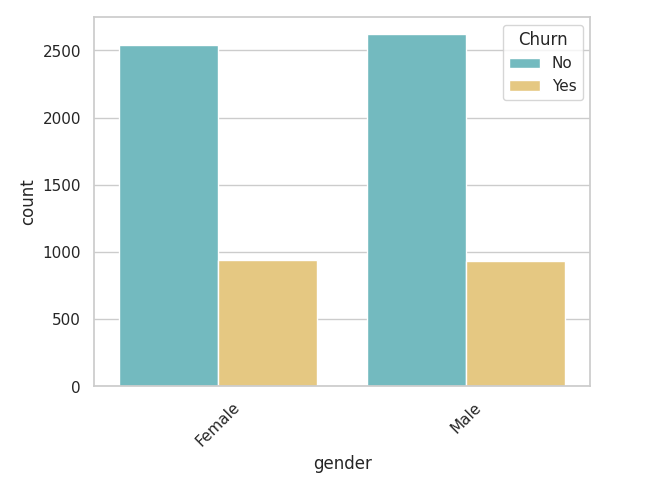 Churn
No
Yes
2500
2000
1500
1000
500
0
count
Female
Male
gender